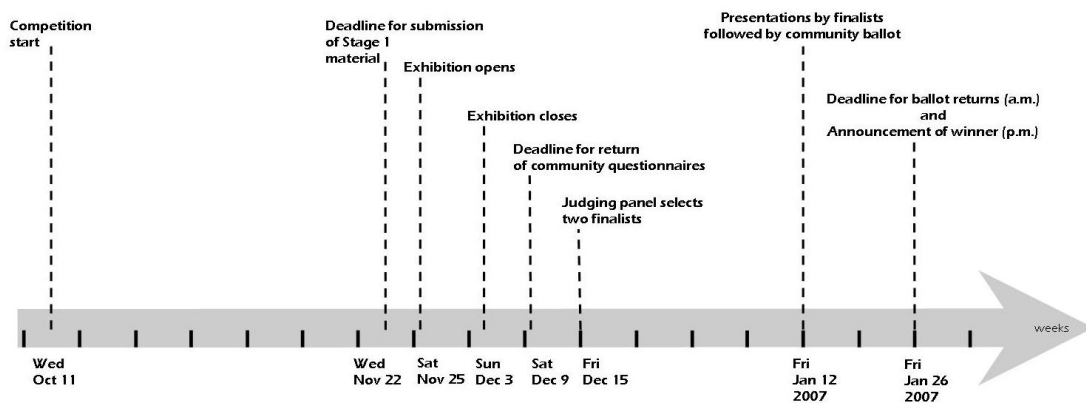 Competition
start
Deadline for submission
of Stage 1
material
Exhibition opens
Exhibition closes
Deadline for return
of community questionnaires
Judging panel selects
two finalists
Presentations by finalists
followed by community ballot
Deadline for ballot returns (a.m.)
and
Announcement of winner (p.m.)
weeks
Wed
Oct 11
Wed
Nov 22
Sat
Nov 25
Sun
Dec 3
Sat
Dec 9
Fri
Dec 15
Fri
Jan 12
2007
Fri
Jan 26
2007